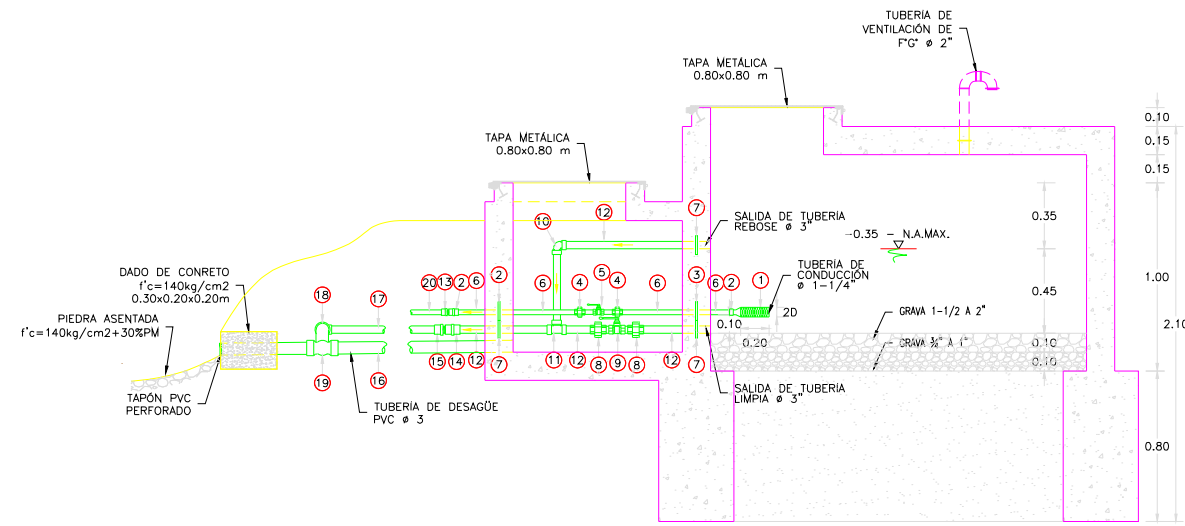 TUBERÍA DE
VENTILACIÓN DE
F°G° ø 2"
TAPA METÁLICA
0.80x0.80 m
TAPA METÁLICA
0.80x0.80 m
0.10
0.15
0.15
0.35
1.00
0.45
2.10
0.10
0.10
0.80
SALIDA DE TUBERÍA
REBOSE ø 3"
-0.35 - N.A.MAX.
TUBERÍA DE
CONDUCCIÓN
ø 1-1/4"
2D
0.10
0.20
GRAVA 1-1/2 A 2"
GRAVA ¾" A 1"
SALIDA DE TUBERÍA
LIMPIA ø 3"
DADO DE CONRETO
f'c=140kg/cm2
0.30x0.20x0.20m
PIEDRA ASENTADA
f'c=140kg/cm2+30%PM
TAPÓN PVC
PERFORADO
TUBERÍA DE DESAGÜE
PVC ø 3
10
12
7
18
17
20
13
2
6
2
6
4
5
4
6
3
6
2
1
19
16
15
14
12
7
11
12
8
9
8
12
7